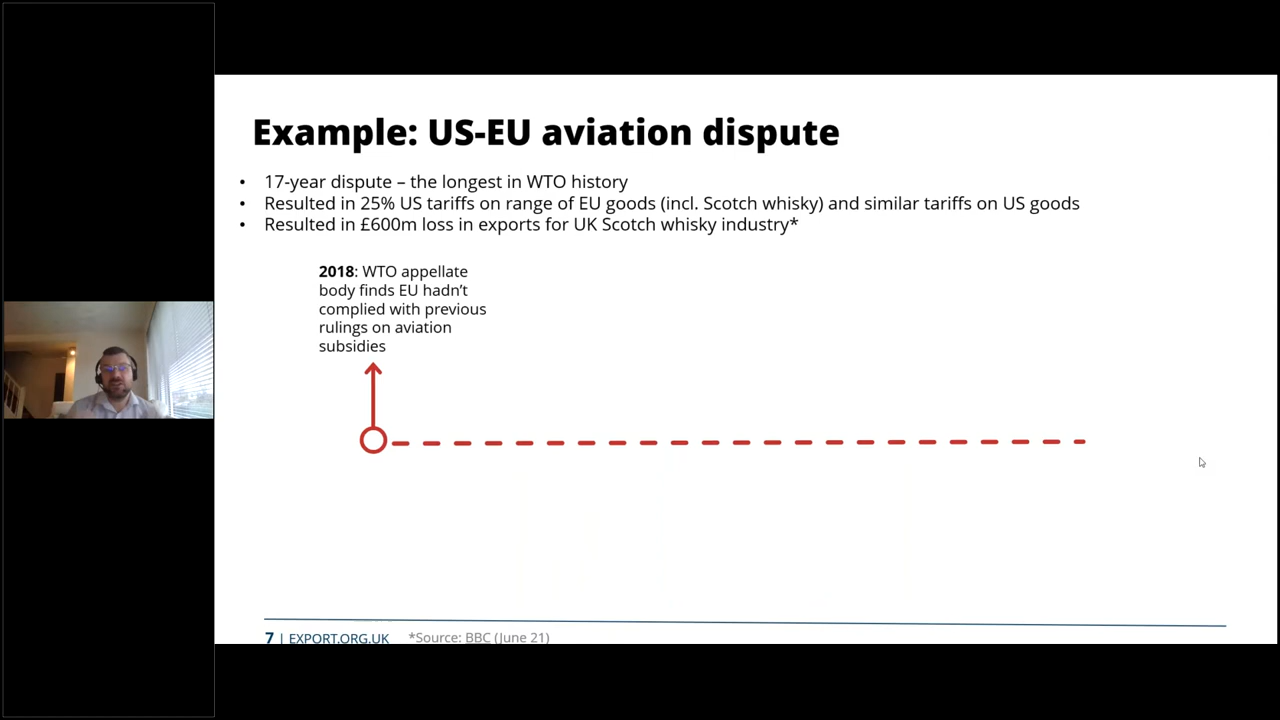 Example: US-EU aviation dispute
• 17-year dispute – the longest in WTO history
• Resulted in 25% US tariffs on range of EU goods (incl. Scotch whisky) and similar tariffs on US goods
• Resulted in £600m loss in exports for UK Scotch whisky industry*
2018: WTO appellate
body finds EU hadn't
complied with previous
rulings on aviation
subsidies
7 | EXPORT.ORG.UK *Source: BBC (June 21)